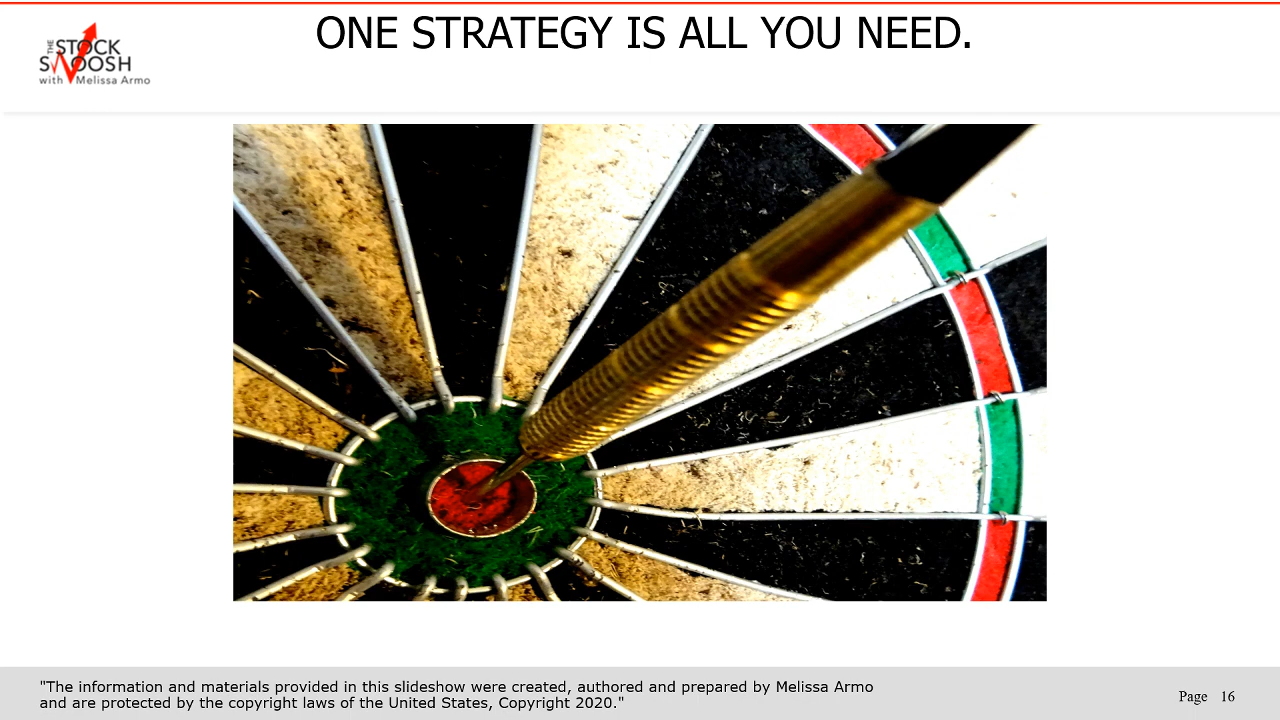 ONE STRATEGY IS ALL YOU NEED.
THE
STOCK
SWOOSH
with Melissa Armo
"The information and materials provided in this slideshow were created, authored and prepared by Melissa Armo
and are protected by the copyright laws of the United States, Copyright 2020."
Page 16